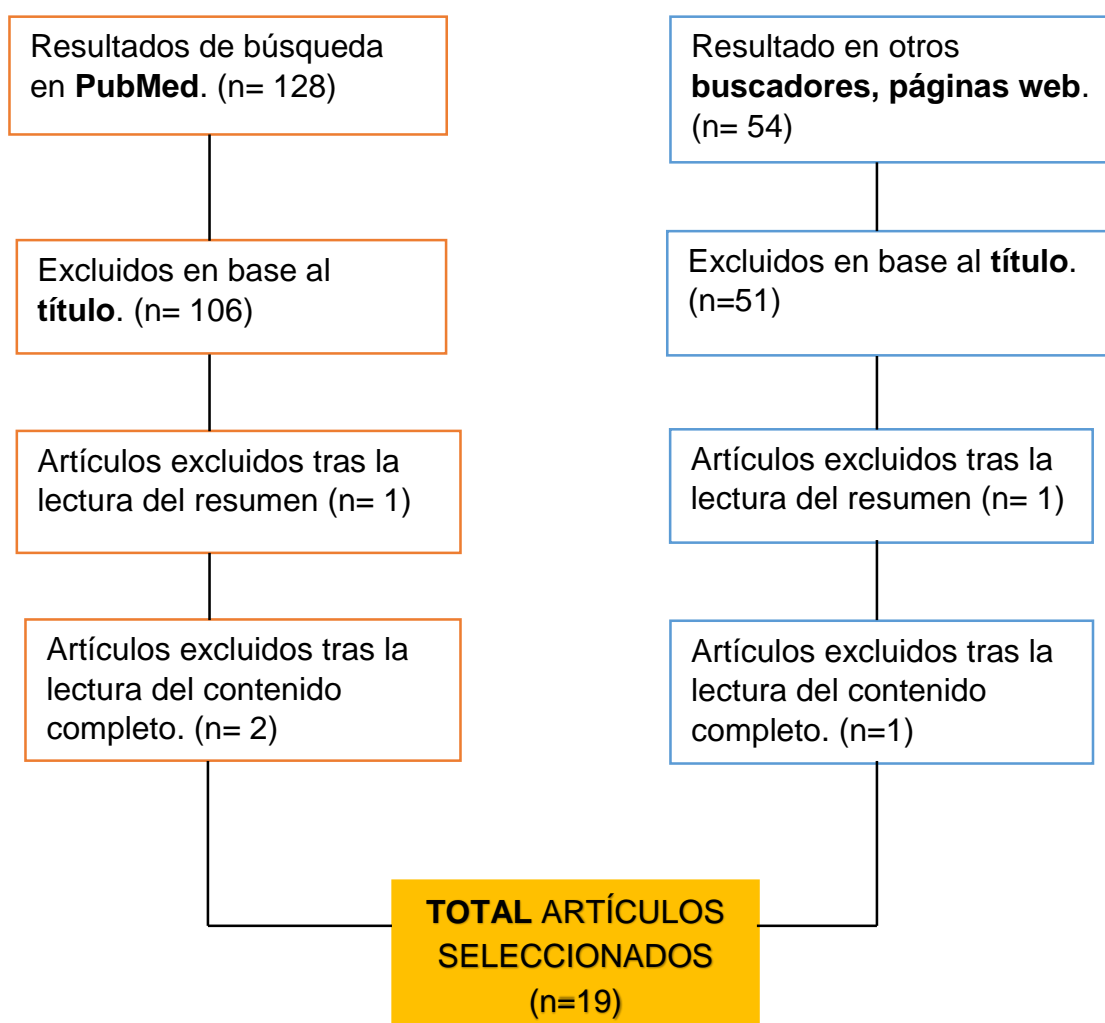 Resultados de búsqueda
en PubMed. (n= 128)
Resultado en otros
buscadores, páginas web.
(n= 54)
Excluidos en base al
título. (n= 106)
Excluidos en base al título.
(n=51)
Artículos excluidos tras la
lectura del resumen (n= 1)
Artículos excluidos tras la
lectura del resumen (n= 1)
Artículos excluidos tras la
lectura del contenido
completo. (n= 2)
Artículos excluidos tras la
lectura del contenido
completo. (n=1)
TOTAL ARTÍCULOS
SELECCIONADOS
(n=19)